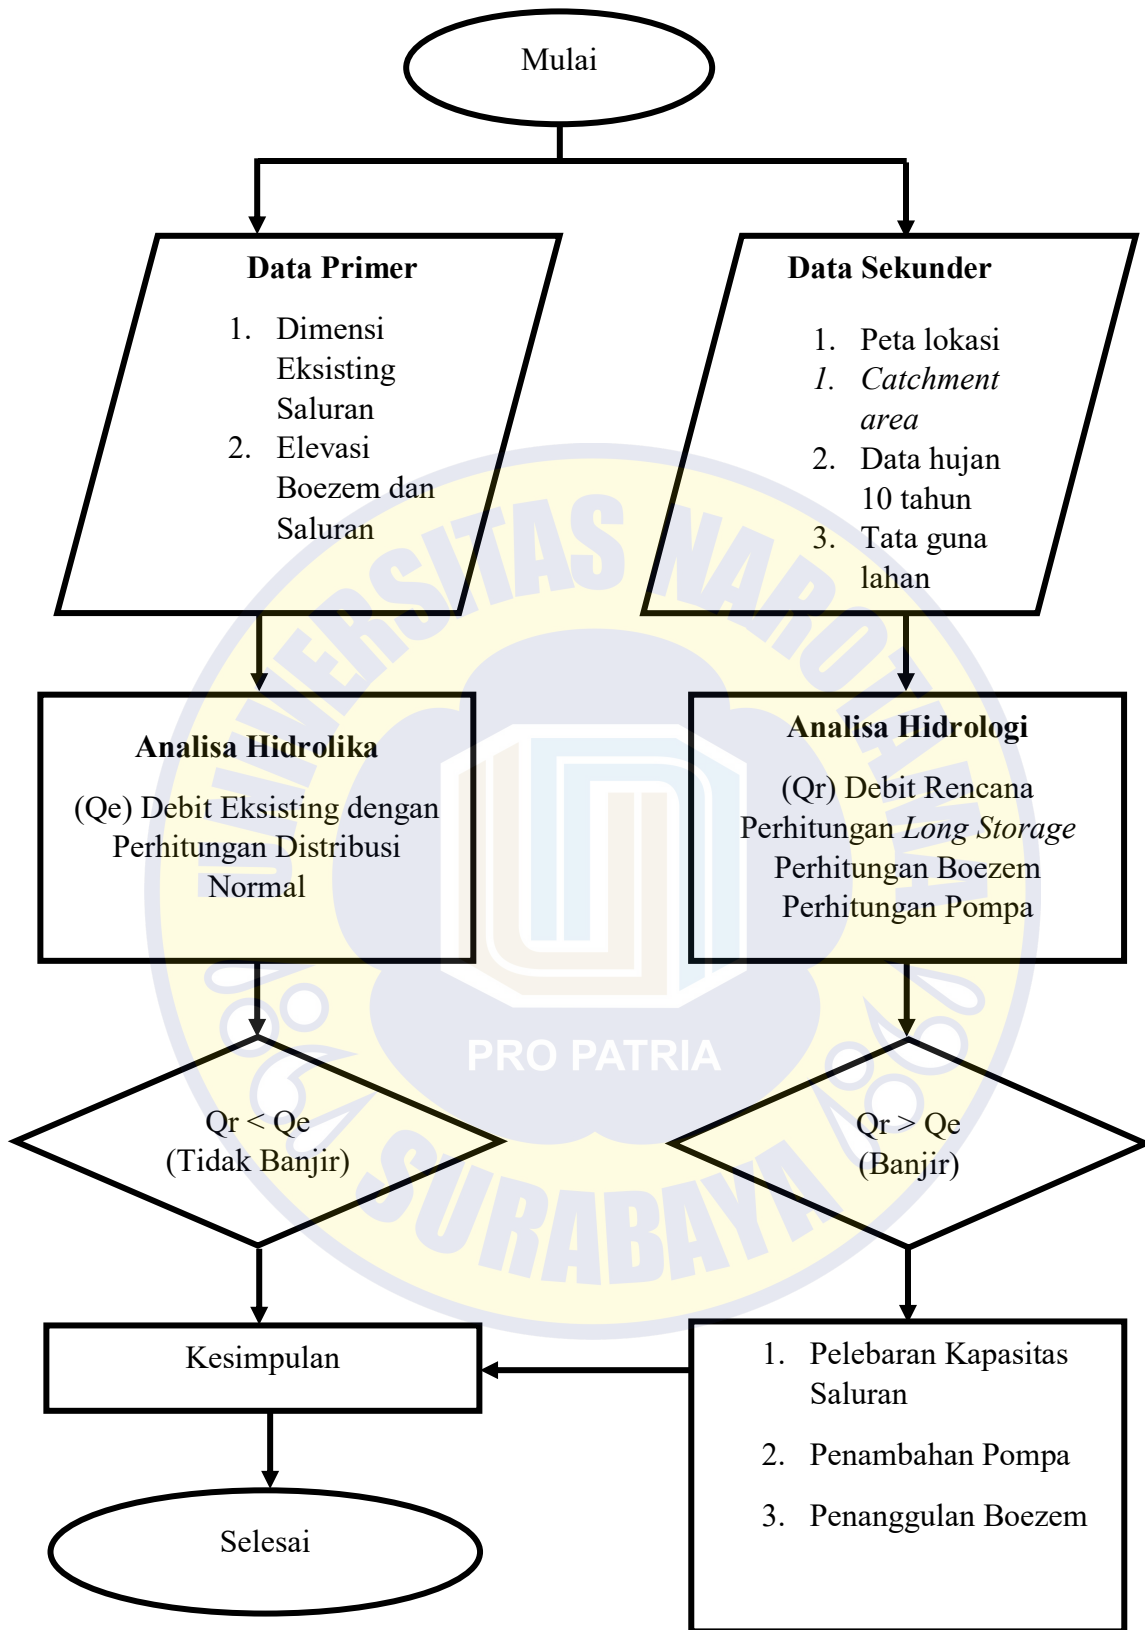 Mulai
Data Primer
1. Dimensi
Eksisting
Saluran
2. Elevasi
Boezem dan
Saluran
Data Sekunder
1. Peta lokasi
1. Catchment
area
2. Data hujan
10 tahun
3. Tata guna
lahan
Analisa Hidrolika
(Qe) Debit Eksisting dengan
Perhitungan Distribusi
Normal
Analisa Hidrologi
(Qr) Debit Rencana
Perhitungan Long Storage
Perhitungan Boezem
Perhitungan Pompa
Qr < Qe
(Tidak Banjir)
Qr > Qe
(Banjir)
Kesimpulan
1. Pelebaran Kapasitas
Saluran
2. Penambahan Pompa
3. Penanggulan Boezem
Selesai
UNIVERSITAS NAROTAMA
PRO PATRIA
SURABAYA